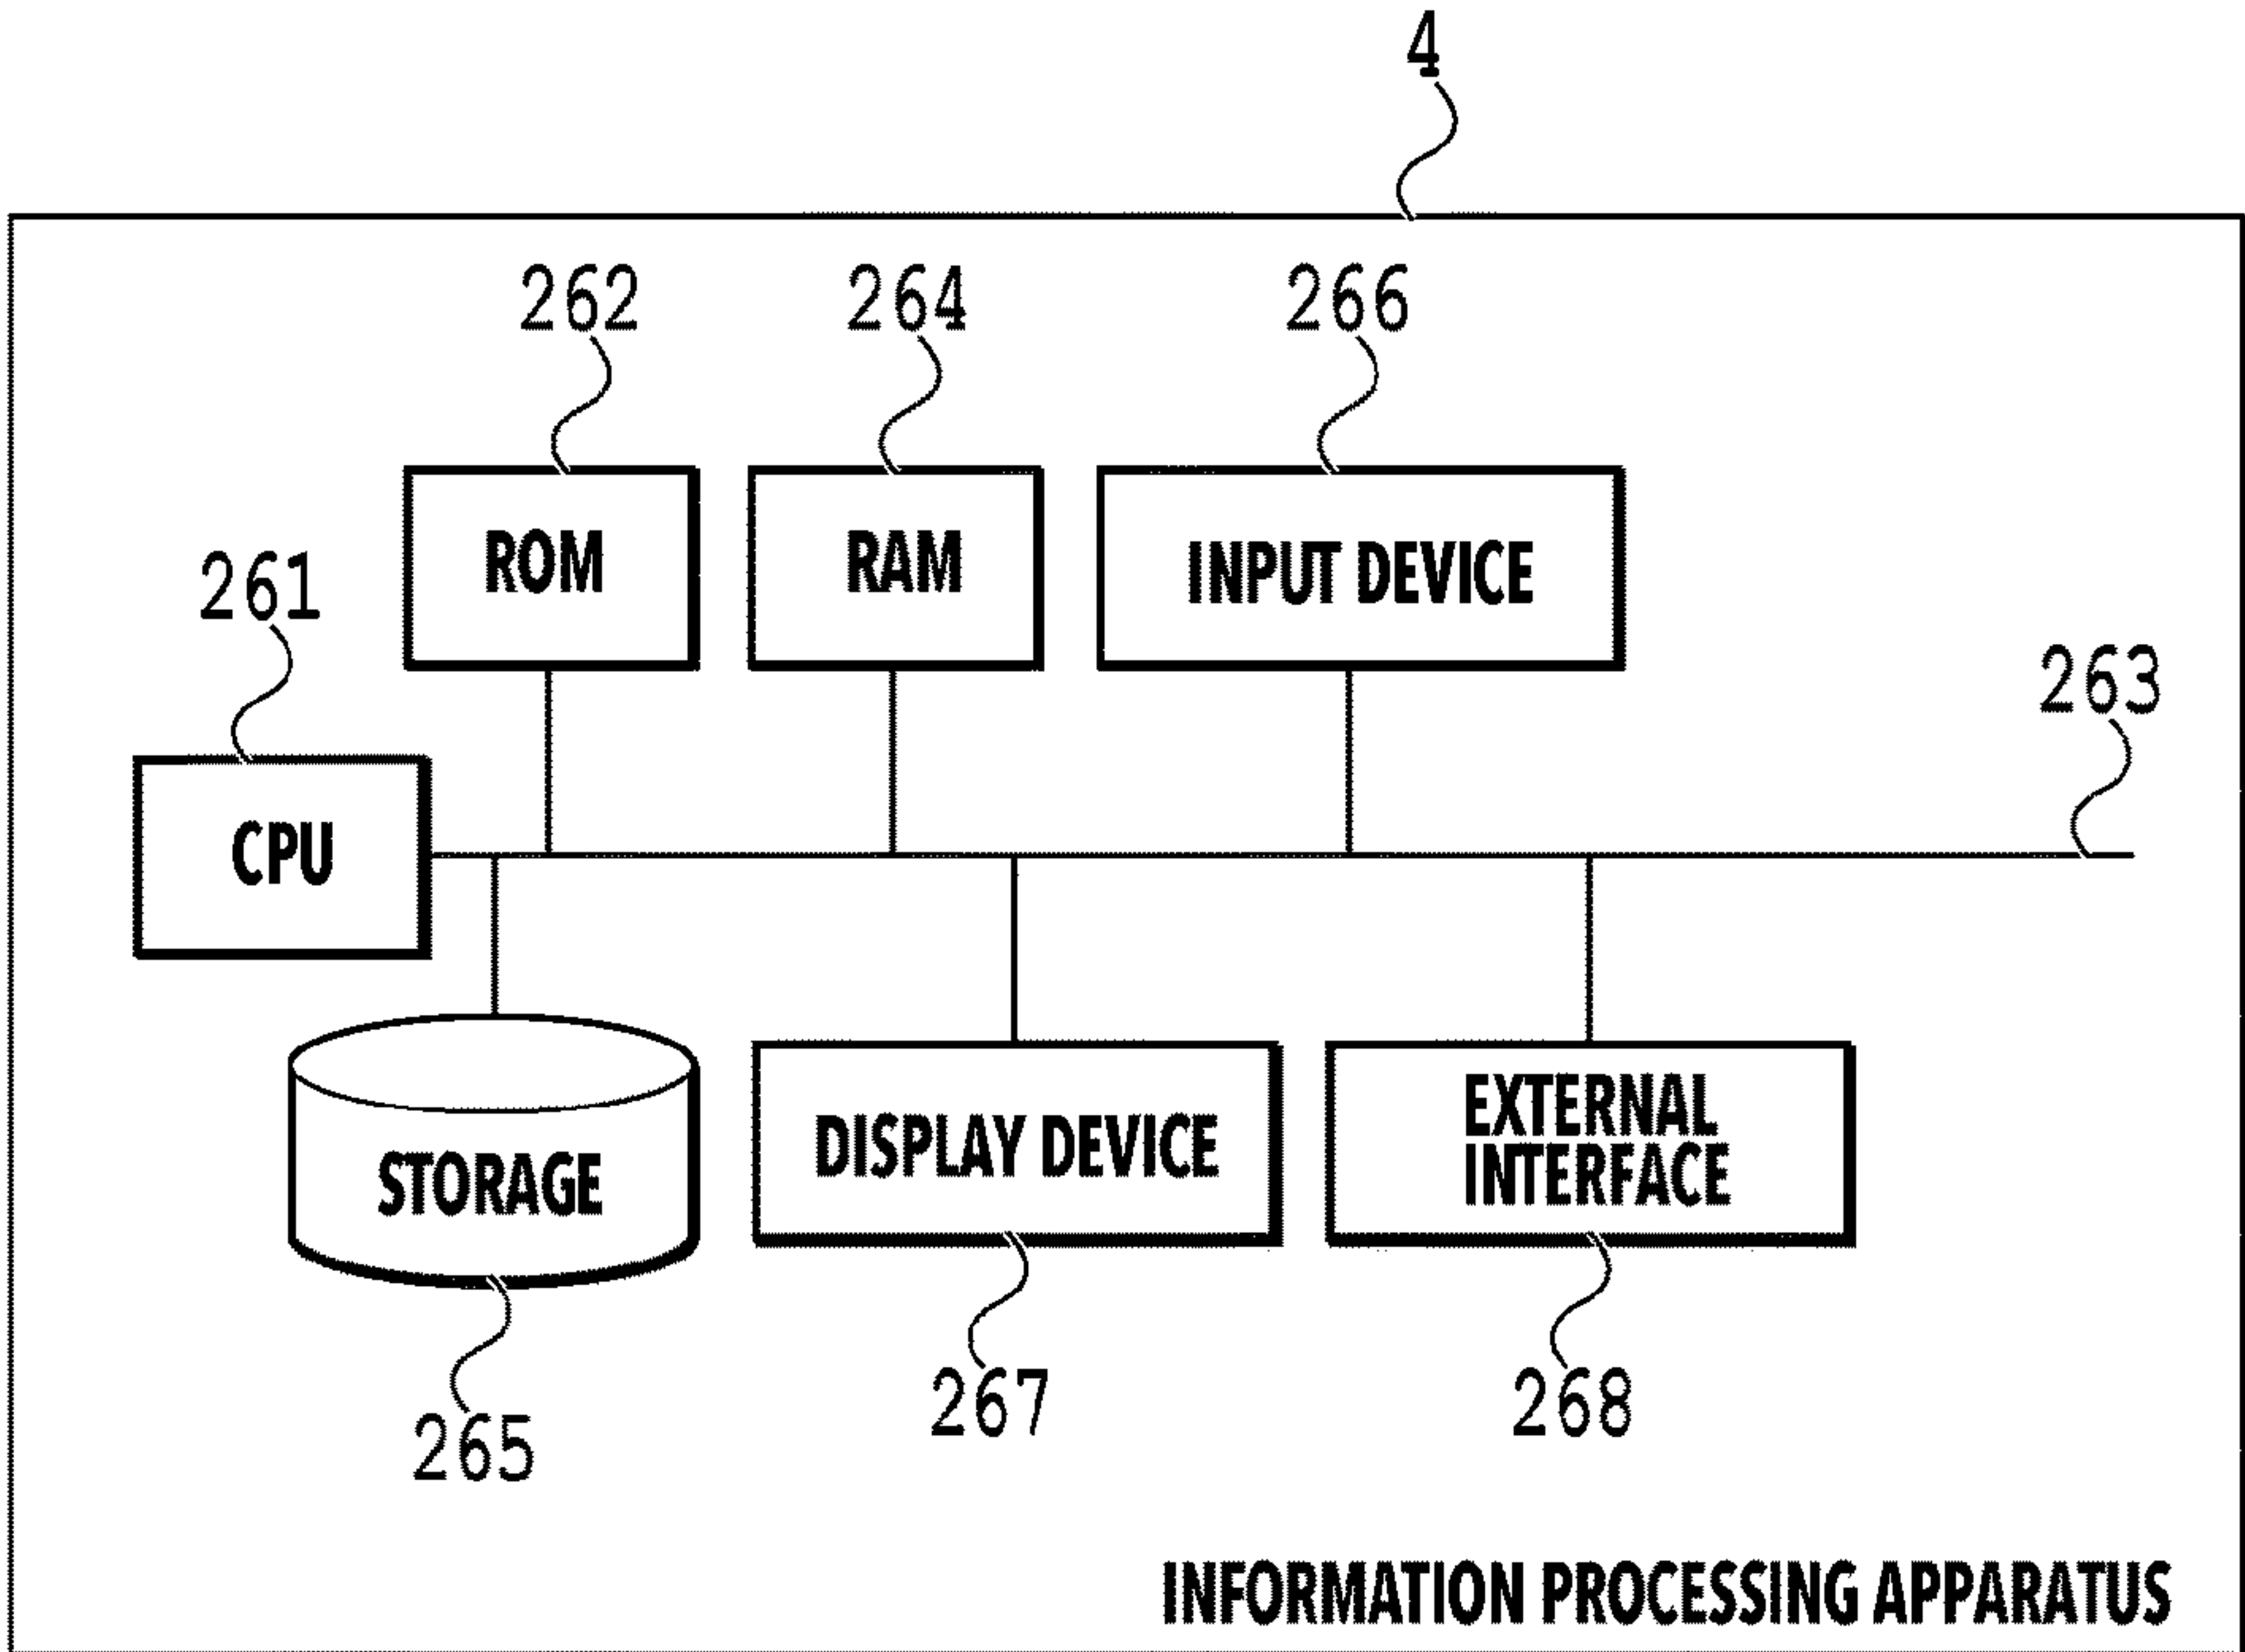 4
262
264
266
ROM
RAM
INPUT DEVICE
261
263
CPU
STORAGE
DISPLAY DEVICE
EXTERNAL
INTERFACE
265
267
268
INFORMATION PROCESSING APPARATUS